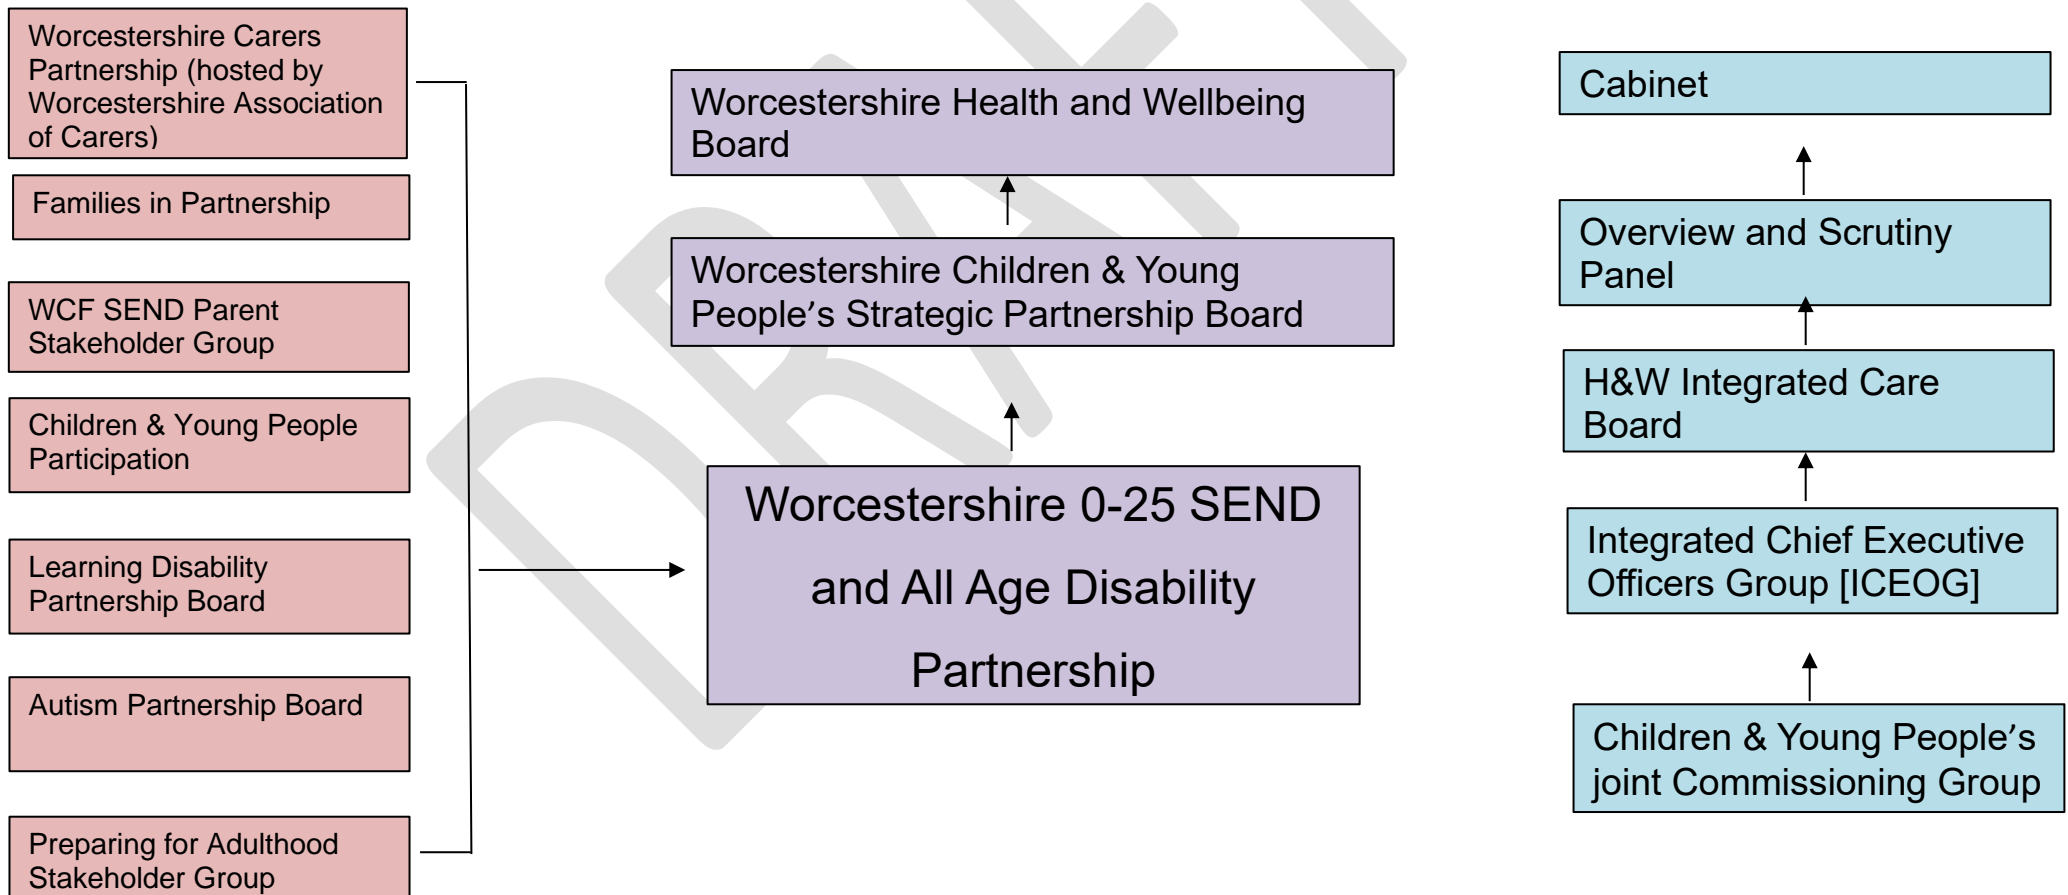 Worcestershire Carers
Partnership (hosted by
Worcestershire Association
of Carers)
Families in Partnership
WCF SEND Parent
Stakeholder Group
Children & Young People
Participation
Learning Disability
Partnership Board
Autism Partnership Board
Preparing for Adulthood
Stakeholder Group
Worcestershire Health and Wellbeing
Board
Worcestershire Children & Young
People’s Strategic Partnership Board
Worcestershire 0-25 SEND
and All Age Disability
Partnership
Cabinet
Overview and Scrutiny
Panel
H&W Integrated Care
Board
Integrated Chief Executive
Officers Group [ICEOG]
Children & Young People’s
joint Commissioning Group
DRAF